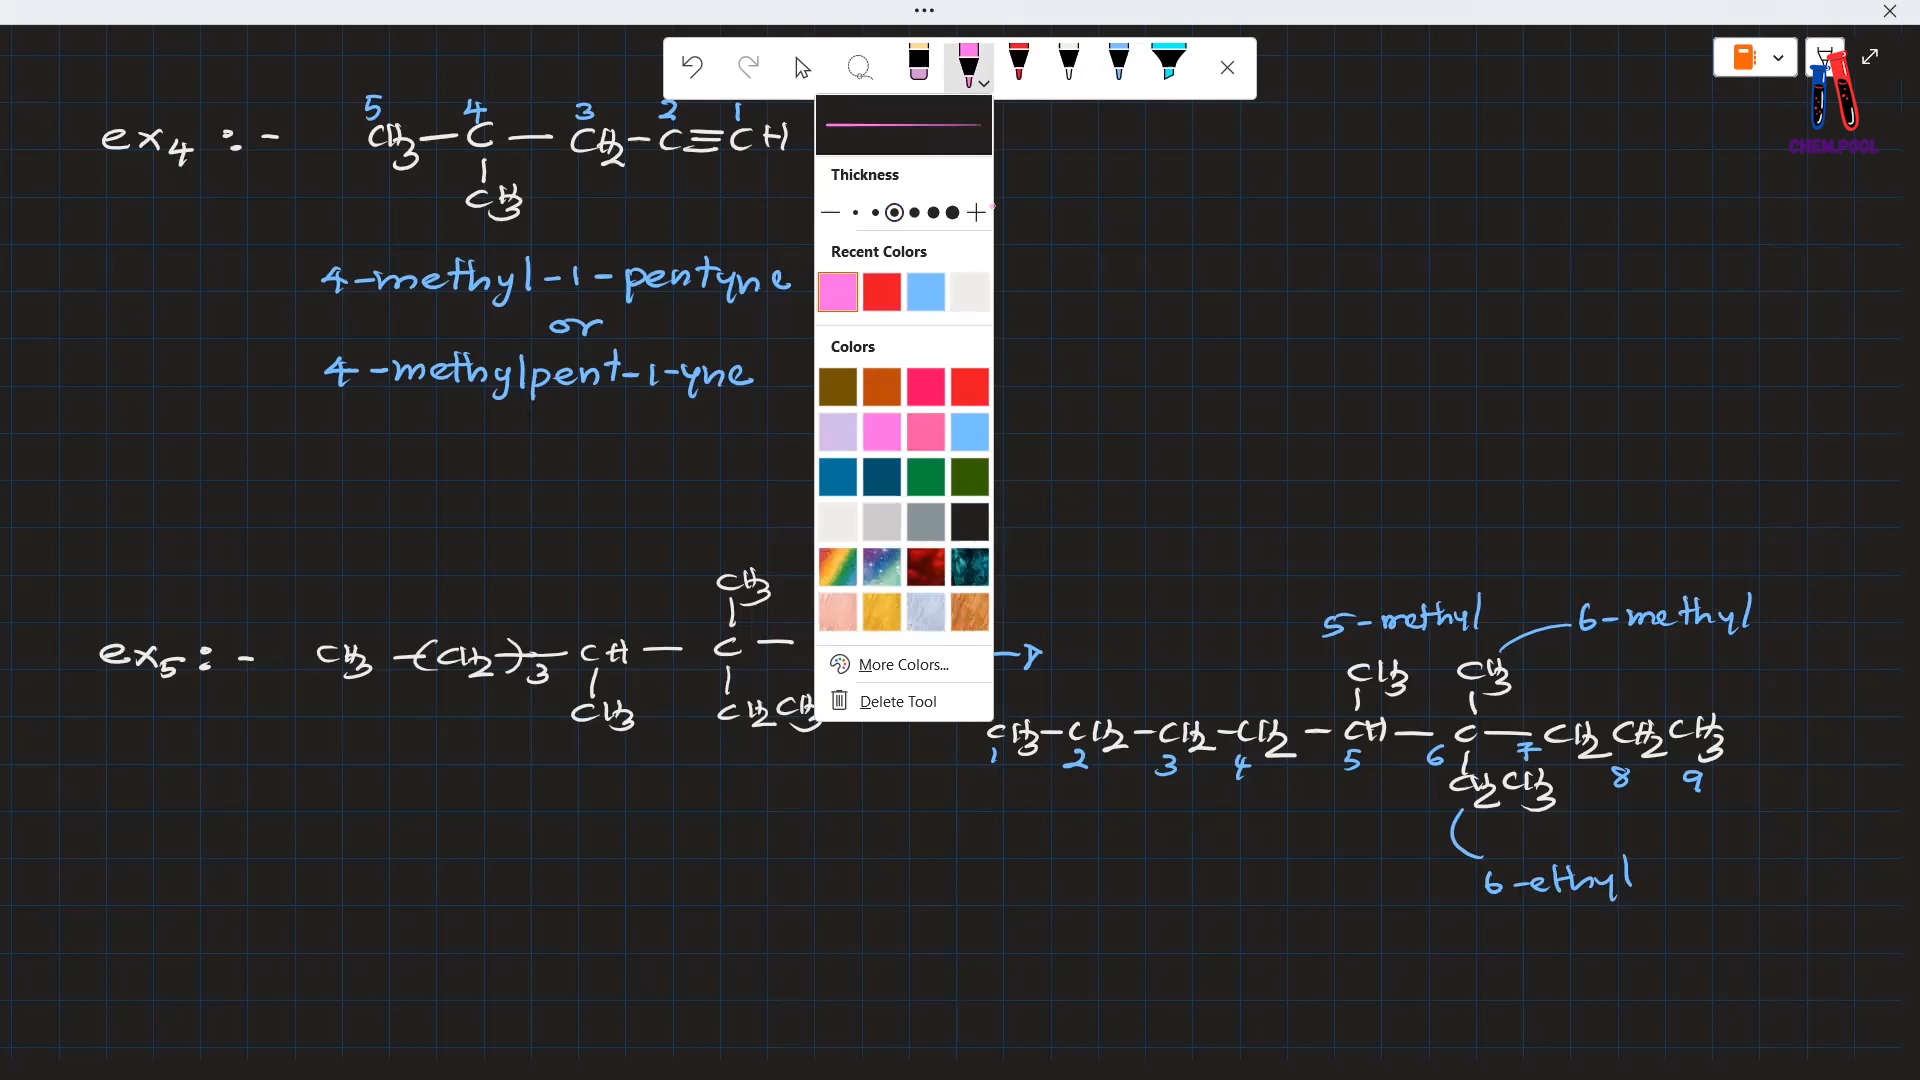 5 4 3 2 1
ex4 :- CH3—C—CH2—C≡CH
CH3
4-methyl-1-pentyne
or
4-methylpent-1-yne
Thickness
Recent Colors
Colors
More Colors...
Delete Tool
CHEM.POOL
CH3
ex5 :- CH3—(CH2)3—CH—C—
CH3 CH2CH3
5-methyl 6-methyl
CH3 CH3
CH3—CH2—CH2—CH2—CH—C—CH2CH2CH3
1 2 3 4 5 6 7 8 9
CH2CH3
6-ethyl